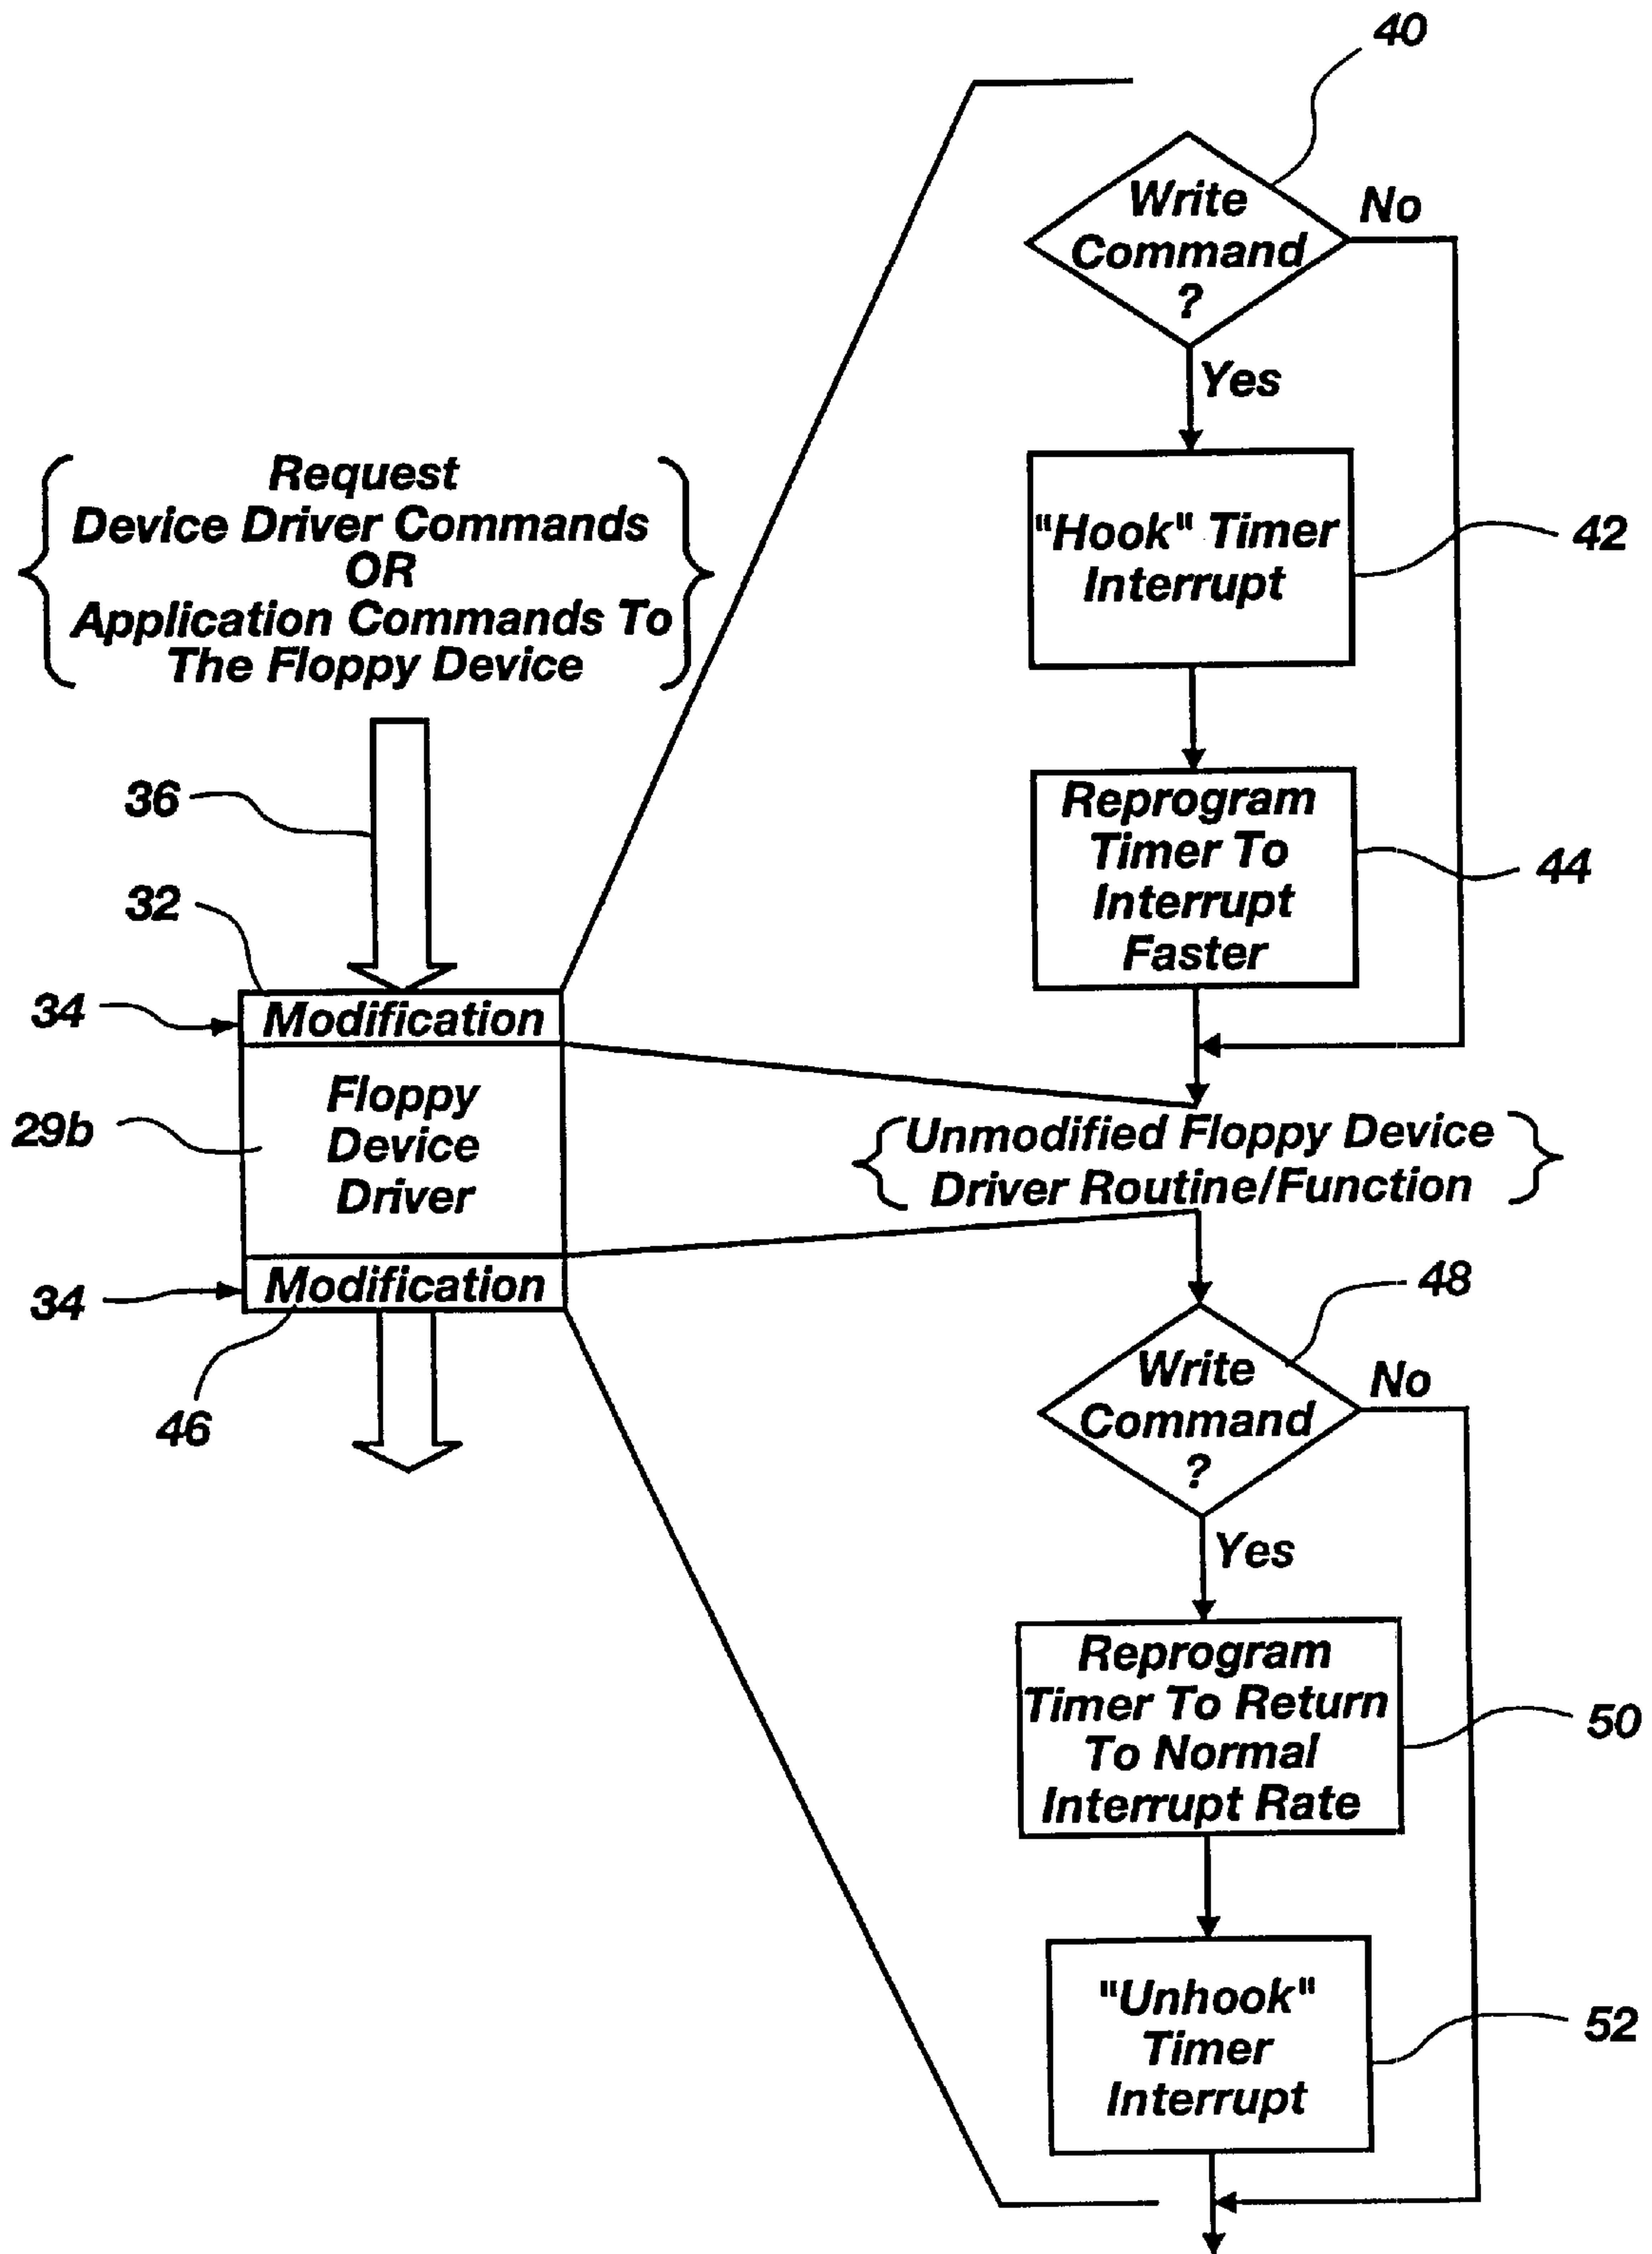 40
Write
Command
?
No
Yes
"Hook" Timer
Interrupt
42
Reprogram
Timer To
Interrupt
Faster
44
Request
Device Driver Commands
OR
Application Commands To
The Floppy Device
36
32
34
Modification
Floppy
Device
Driver
29b
34
Modification
46
Unmodified Floppy Device
Driver Routine/Function
48
Write
Command
?
No
Yes
Reprogram
Timer To Return
To Normal
Interrupt Rate
50
"Unhook"
Timer
Interrupt
52